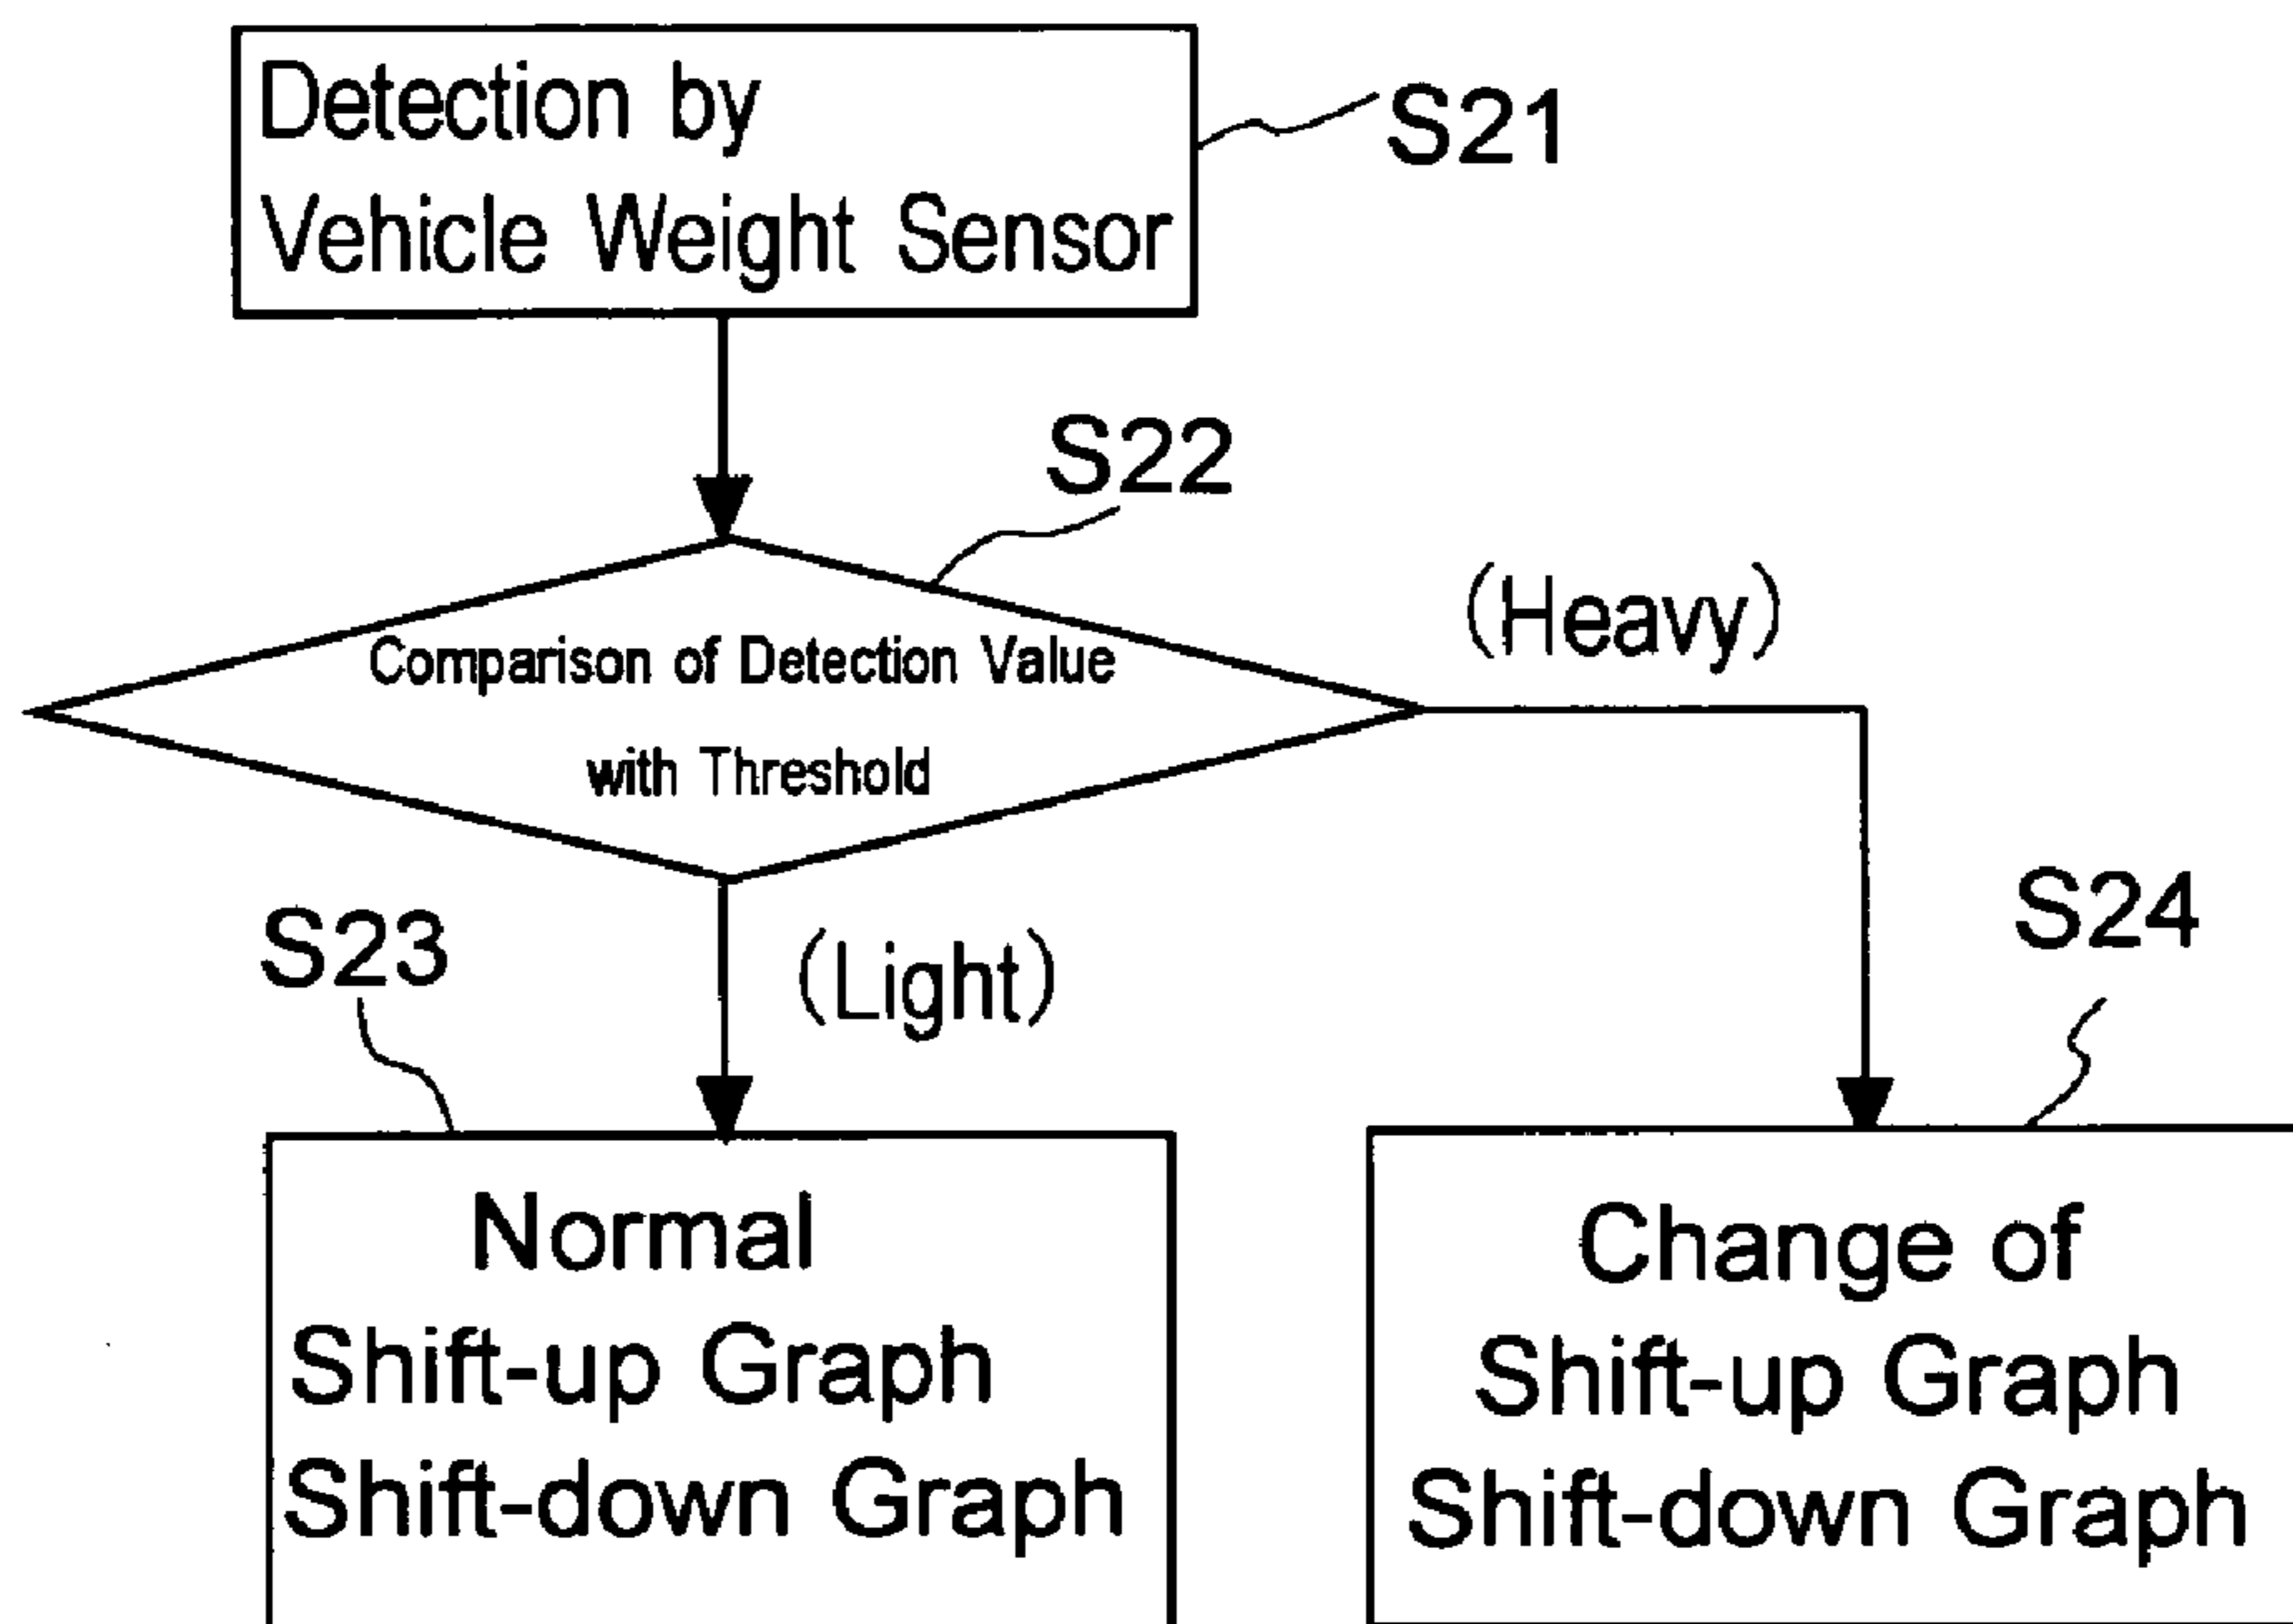 Detection by
Vehicle Weight Sensor
S21
S22
Comparison of Detection Value
with Threshold
(Heavy)
(Light)
S23
S24
Normal
Shift-up Graph
Shift-down Graph
Change of
Shift-up Graph
Shift-down Graph